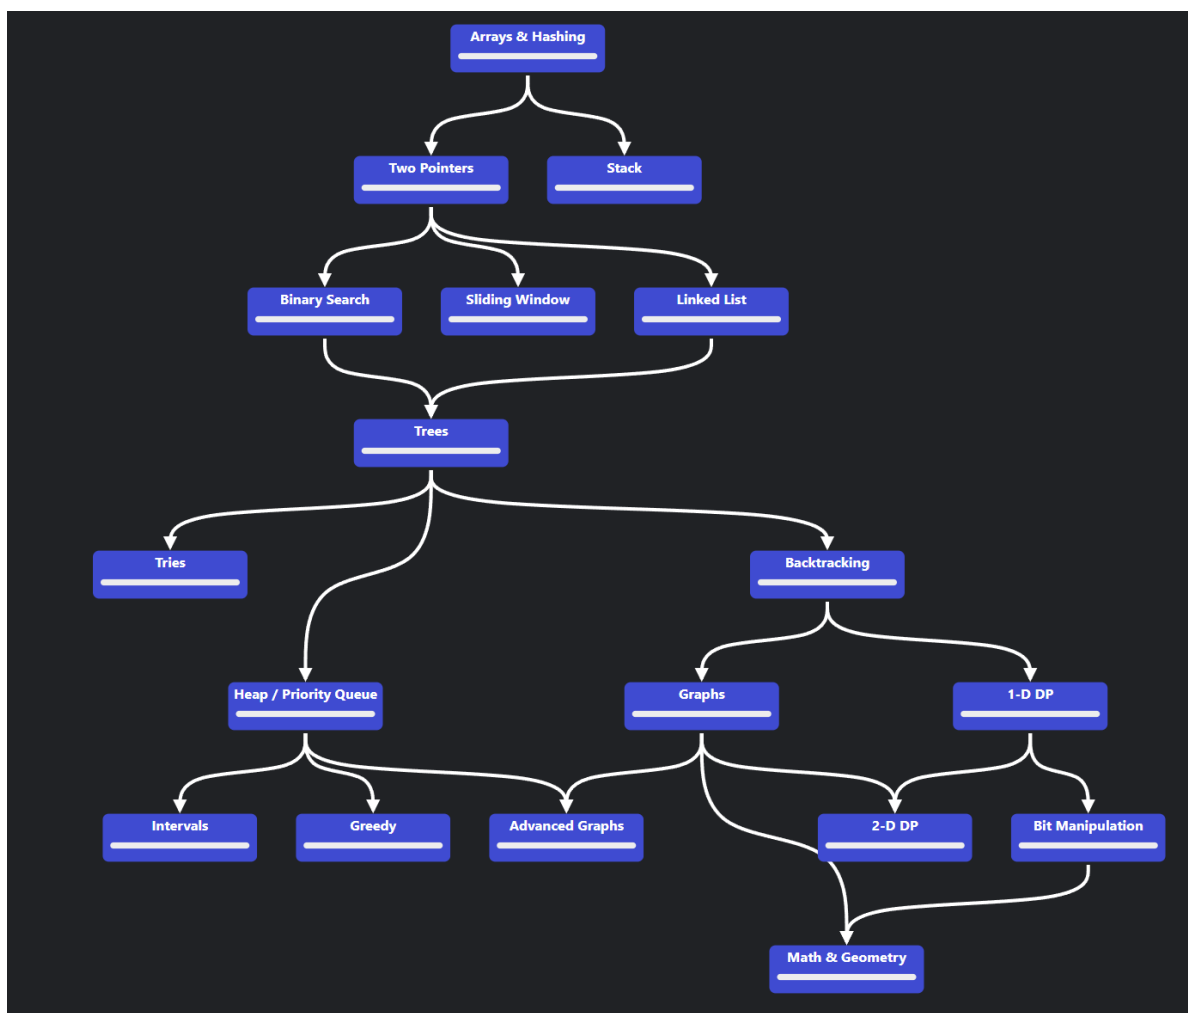 Arrays & Hashing
Two Pointers
Stack
Binary Search
Sliding Window
Linked List
Trees
Tries
Backtracking
Heap / Priority Queue
Graphs
1-D DP
Intervals
Greedy
Advanced Graphs
2-D DP
Bit Manipulation
Math & Geometry